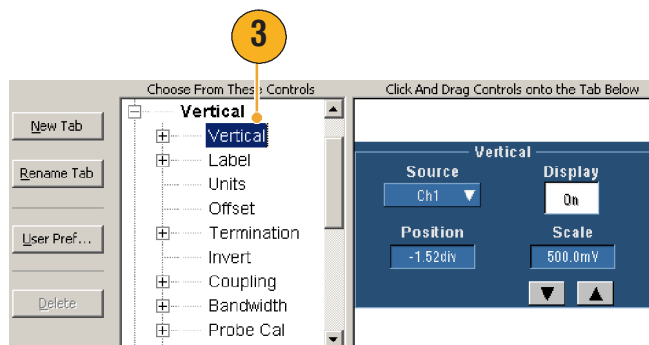 3
Choose From These Controls
Click And Drag Controls onto the Tab Below
New Tab
Rename Tab
User Pref...
Delete
Vertical
Vertical
Label
Units
Offset
Termination
Invert
Coupling
Bandwidth
Probe Cal
Vertical
Source
Display
Ch1
On
Position
Scale
-1.52div
500.0mV